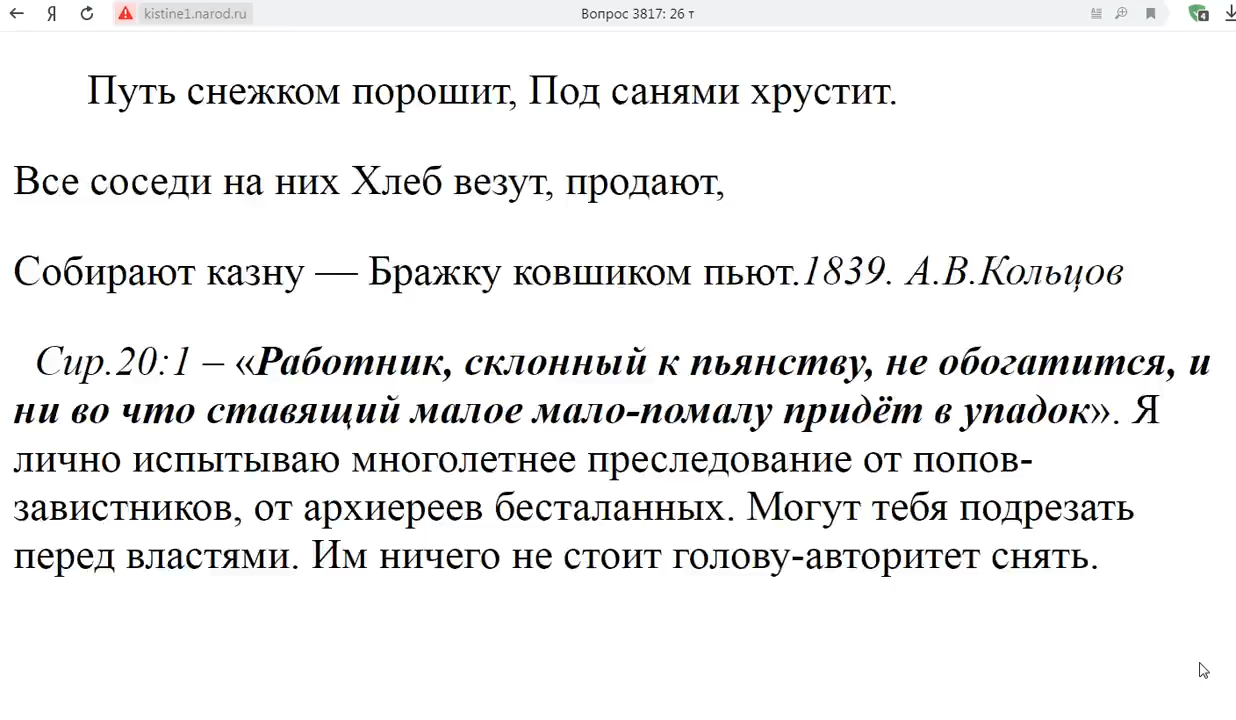 kistine1.narod.ru
Вопрос 3817: 26 т
4
Путь снежком порошит, Под санями хрустит.
Все соседи на них Хлеб везут, продают,
Собирают казну — Бражку ковшиком пьют.1839. А.В.Кольцов
Сир.20:1 – «Работник, склонный к пьянству, не обогатится, и
ни во что ставящий малое мало-помалу придёт в упадок». Я
лично испытываю многолетнее преследование от попов-
завистников, от архиереев бесталанных. Могут тебя подрезать
перед властями. Им ничего не стоит голову-авторитет снять.